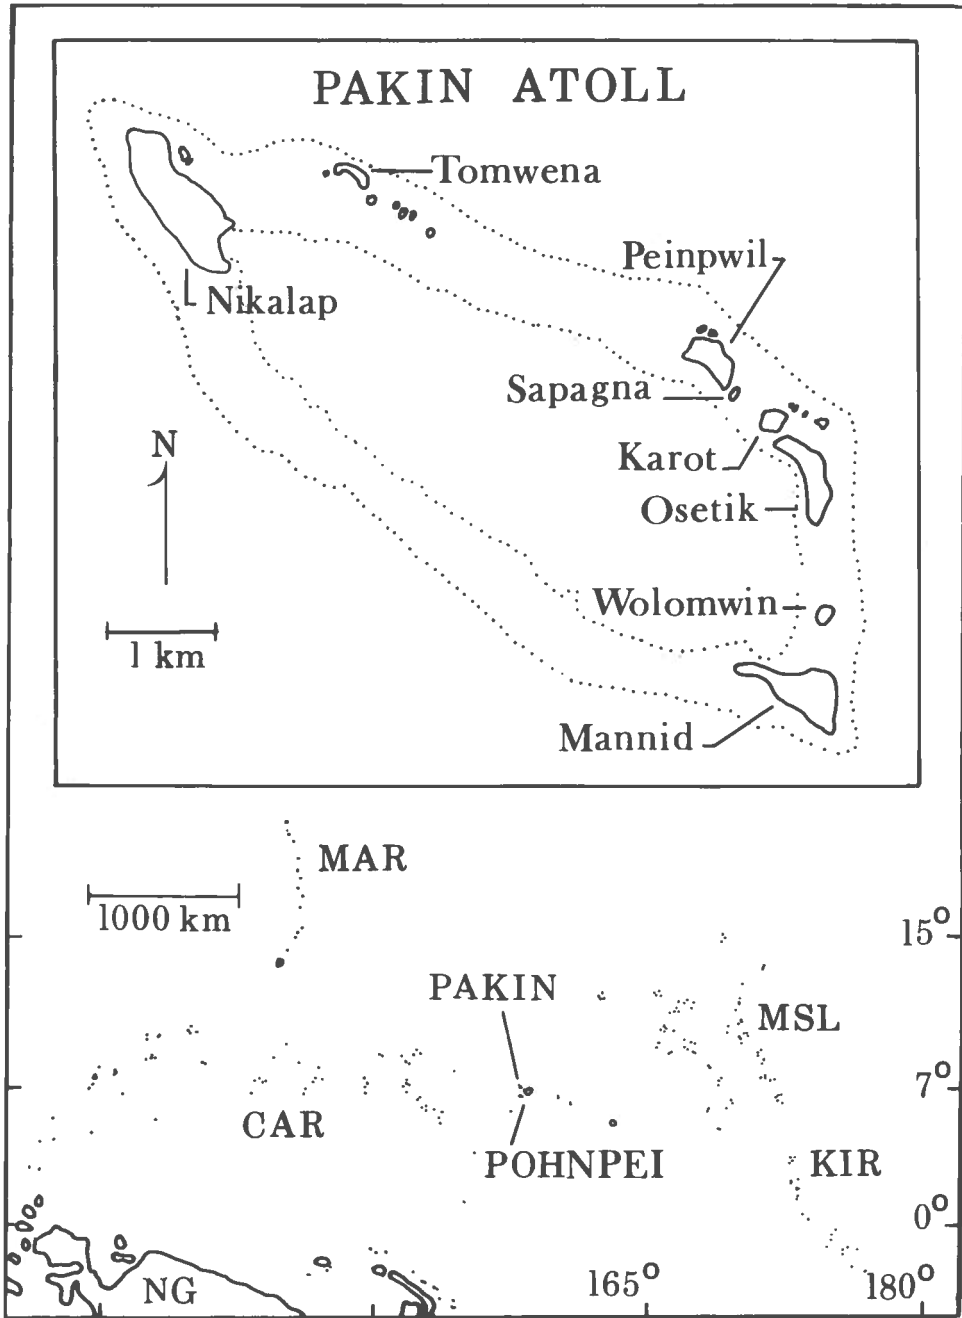 PAKIN ATOLL
Tomwena
Peinpwil
Nikalap
Sapagna
N
Karot
Osetik
Wolomwin
1 km
Mannid
MAR
1000 km
15°
PAKIN
MSL
7°
CAR
POHNPEI
KIR
0°
NG
165°
180°